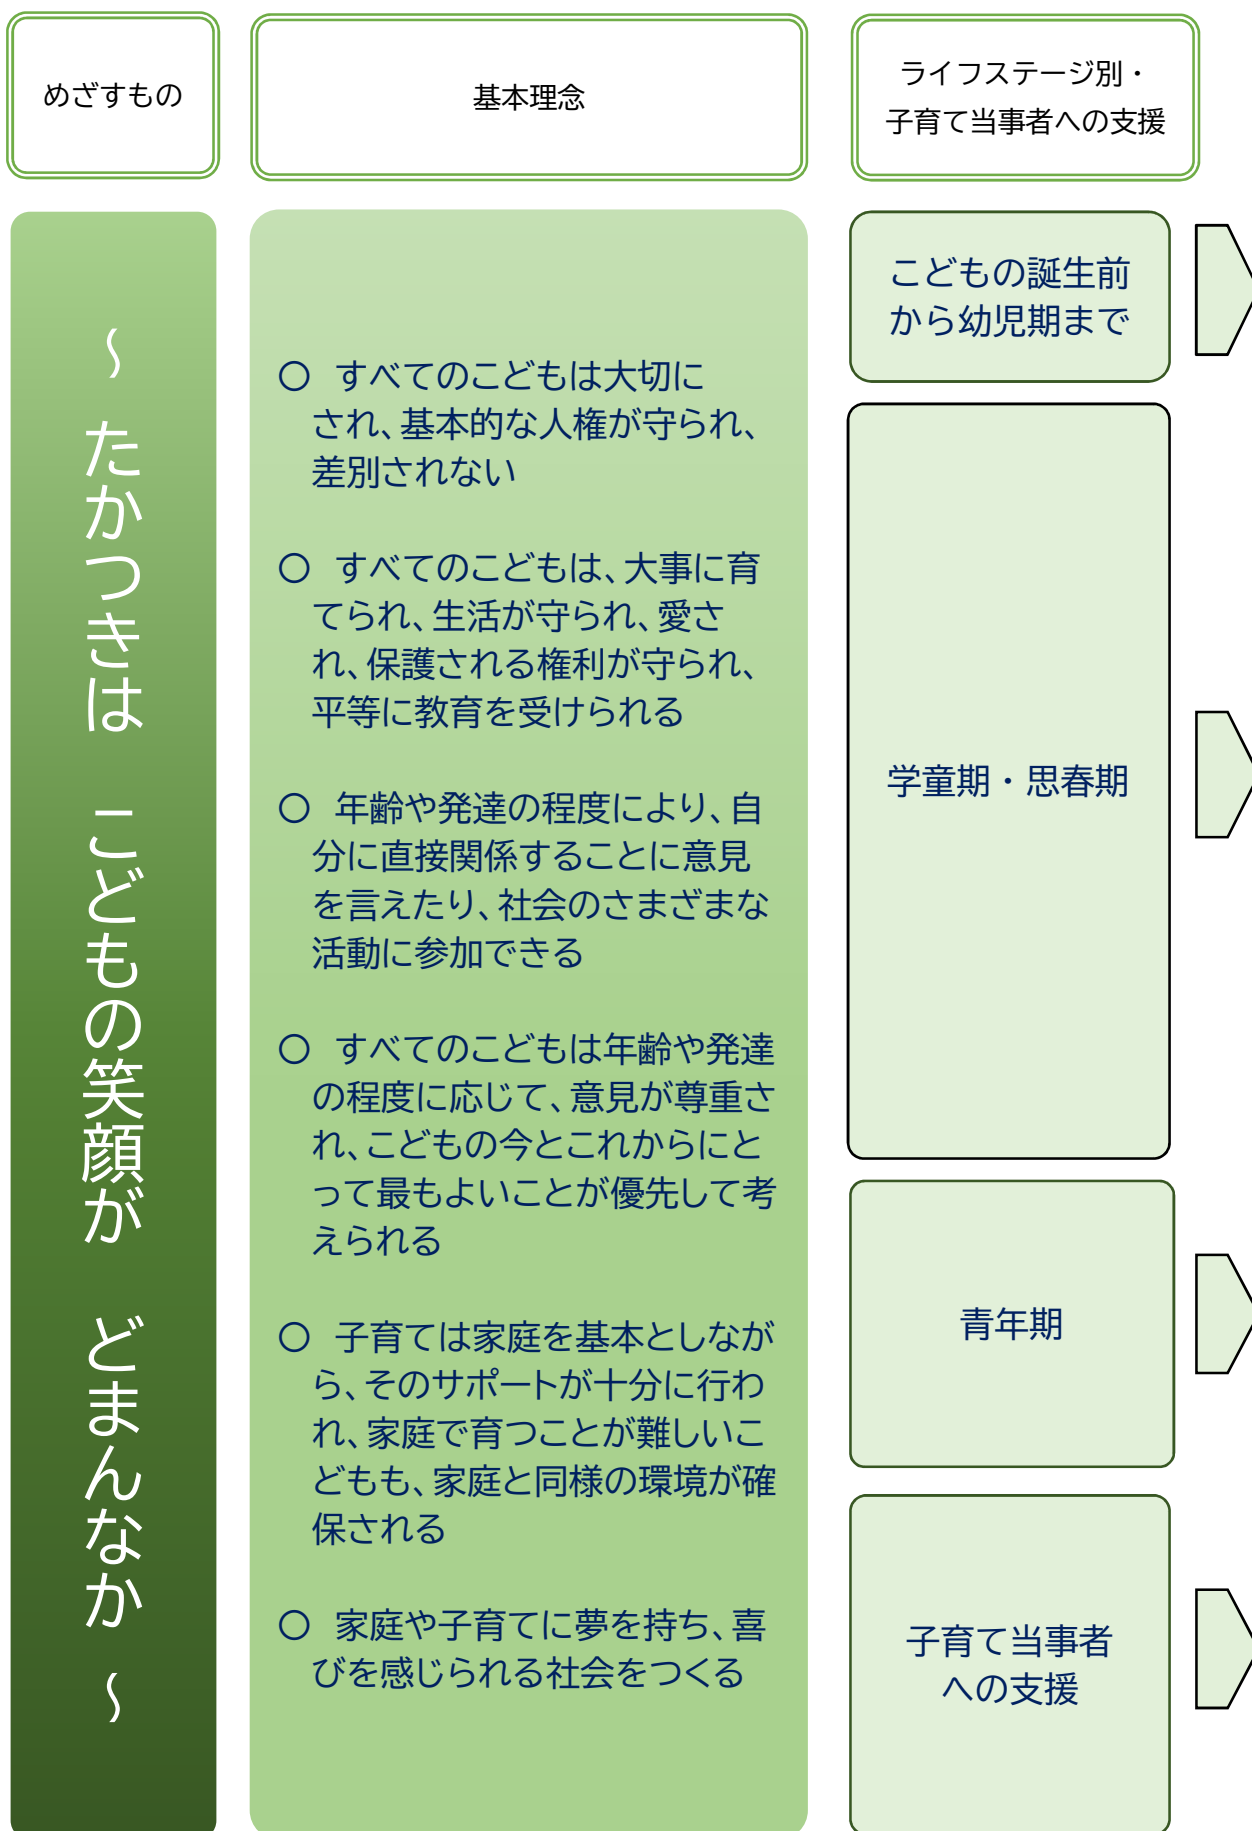 めざすもの
基本理念
ライフステージ別・
子育て当事者への支援
～ たかつきは こどもの笑顔が どまんなか ～
○ すべてのこどもは大切に
され、基本的な人権が守られ、
差別されない
○ すべてのこどもは、大事に育
てられ、生活が守られ、愛さ
れ、保護される権利が守られ、
平等に教育を受けられる
○ 年齢や発達の程度により、自
分に直接関係することに意見
を言えたり、社会のさまざまな
活動に参加できる
○ すべてのこどもは年齢や発達
の程度に応じて、意見が尊重さ
れ、こどもの今とこれからにと
って最もよいことが優先して考
えられる
○ 子育ては家庭を基本としなが
ら、そのサポートが十分に行わ
れ、家庭で育つことが難しいこ
どもも、家庭と同様の環境が確
保される
○ 家庭や子育てに夢を持ち、喜
びを感じられる社会をつくる
こどもの誕生前
から幼児期まで
学童期・思春期
青年期
子育て当事者
への支援